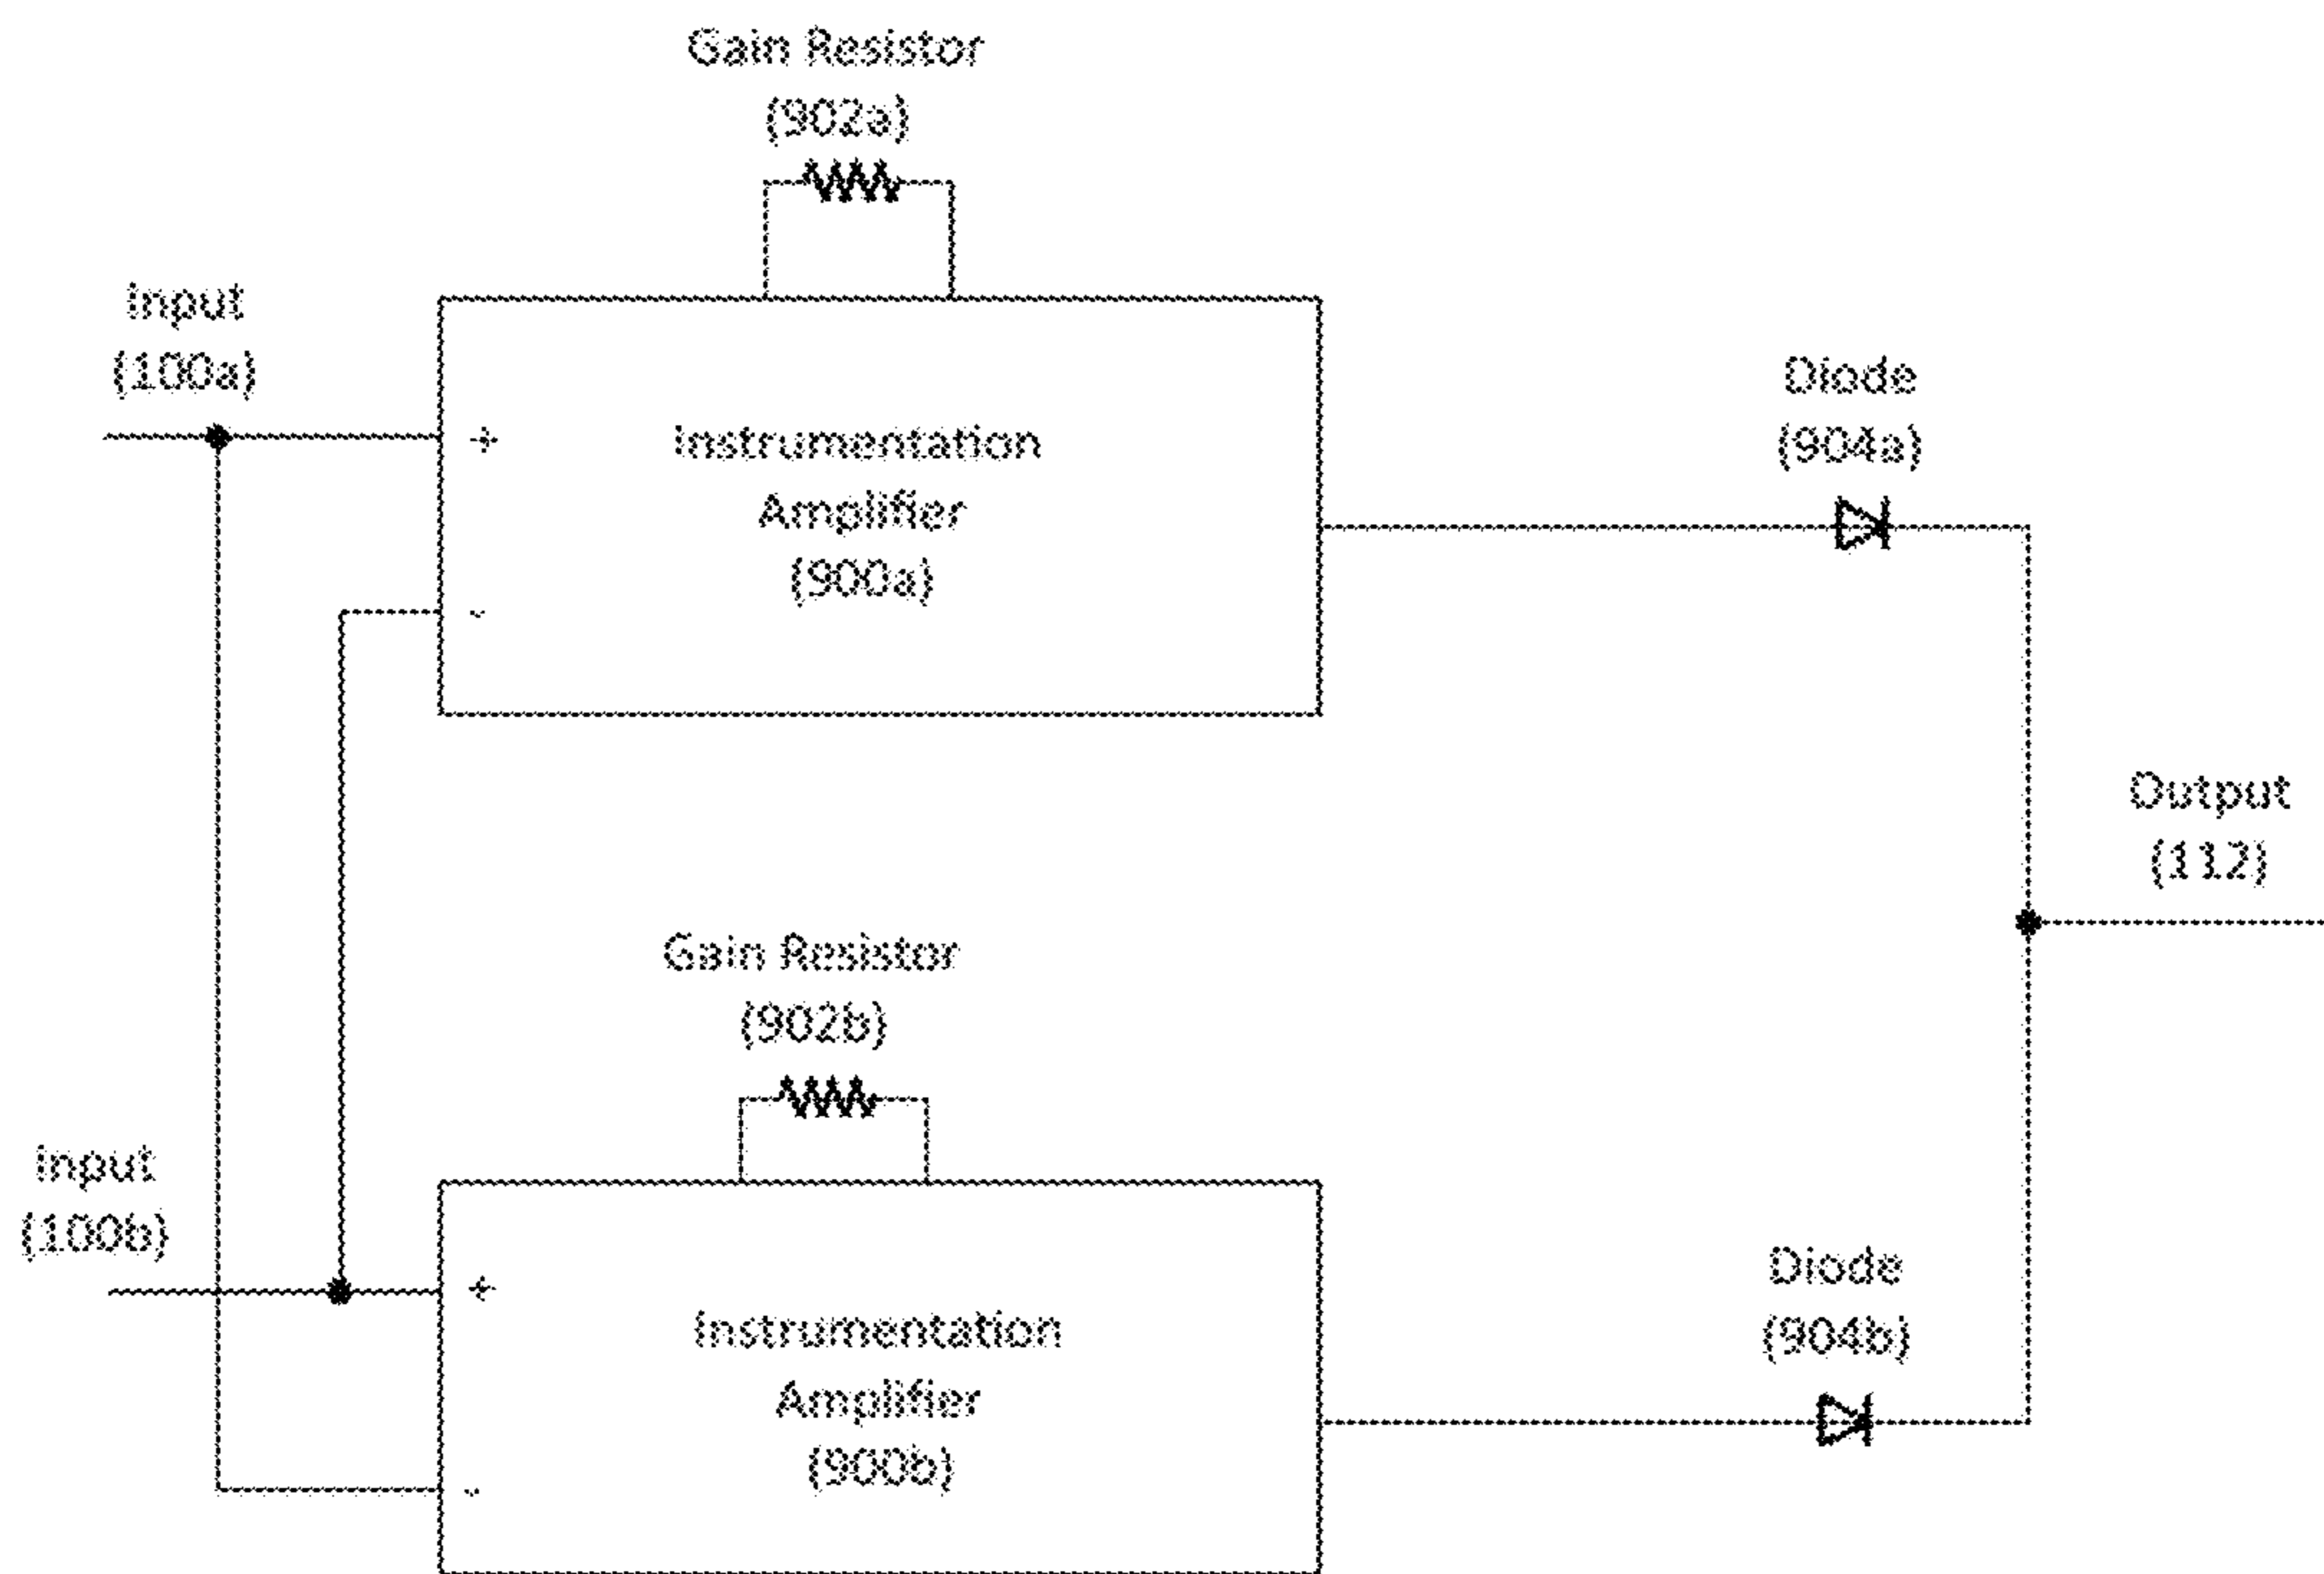 Gain Resistor
(902a)
Input
(100a)
+
Instrumentation
Amplifier
(900a)
-
Diode
(904a)
Output
(112)
Gain Resistor
(902b)
Input
(100b)
+
Instrumentation
Amplifier
(900b)
-
Diode
(904b)